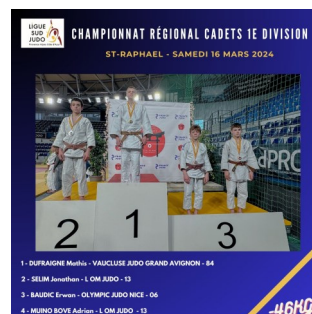 LIGUE
SUD
JUDO
CHAMPIONNAT RÉGIONAL CADETS 1E DIVISION
ST-RAPHAEL - SAMEDI 16 MARS 2024
2
1
3
1 - DUFRAIGNE Mathis - VAUCLUSE JUDO GRAND AVIGNON - 84
2 - SELIM Jonathan - L OM JUDO - 13
3 - BAUDIC Erwan - OLYMPIC JUDO NICE - 06
4 - MUINO BOVE Adrian - L OM JUDO - 13
-46KG